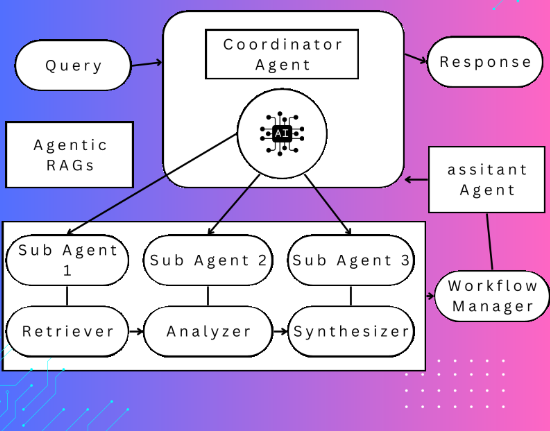 Coordinator
Agent
Query
Response
AI
Agentic
RAGs
assitant
Agent
Sub Agent
1
Sub Agent 2
Sub Agent 3
Workflow
Manager
Retriever
Analyzer
Synthesizer